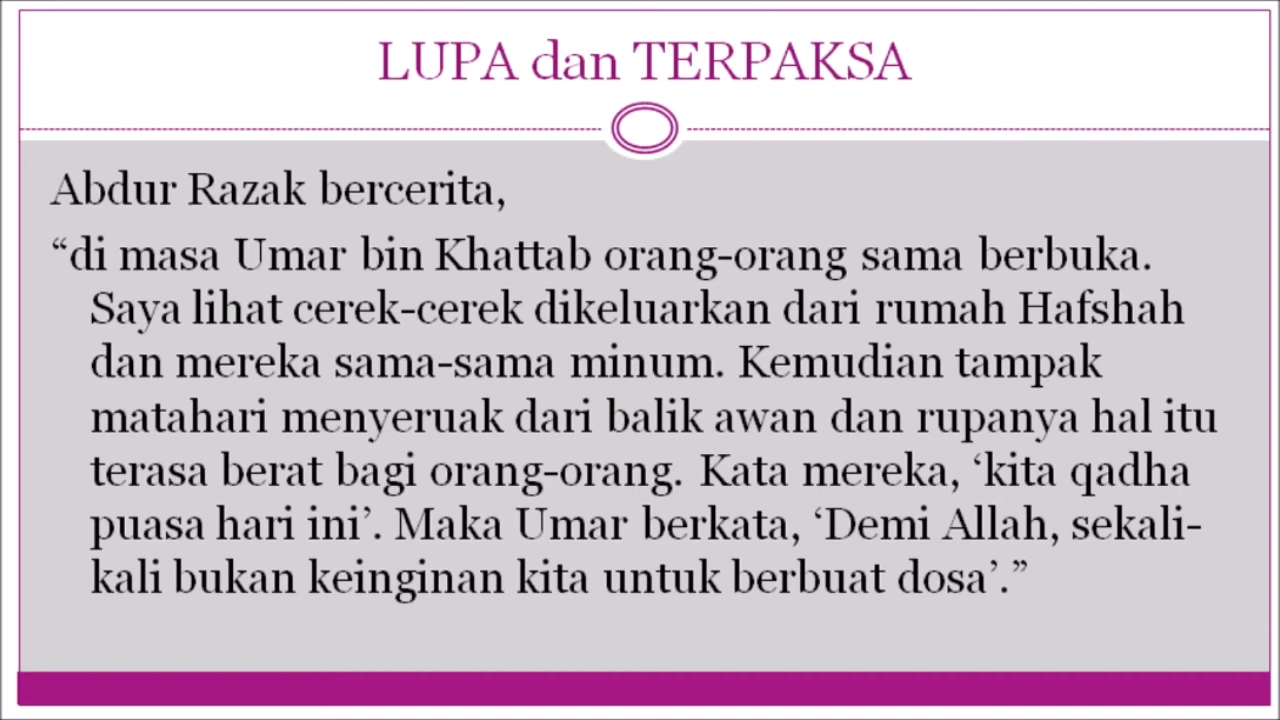 LUPA dan TERPAKSA
Abdur Razak bercerita,
“di masa Umar bin Khattab orang-orang sama berbuka.
Saya lihat cerek-cerek dikeluarkan dari rumah Hafshah
dan mereka sama-sama minum. Kemudian tampak
matahari menyeruak dari balik awan dan rupanya hal itu
terasa berat bagi orang-orang. Kata mereka, ‘kita qadha
puasa hari ini’. Maka Umar berkata, ‘Demi Allah, sekali-
kali bukan keinginan kita untuk berbuat dosa’.”